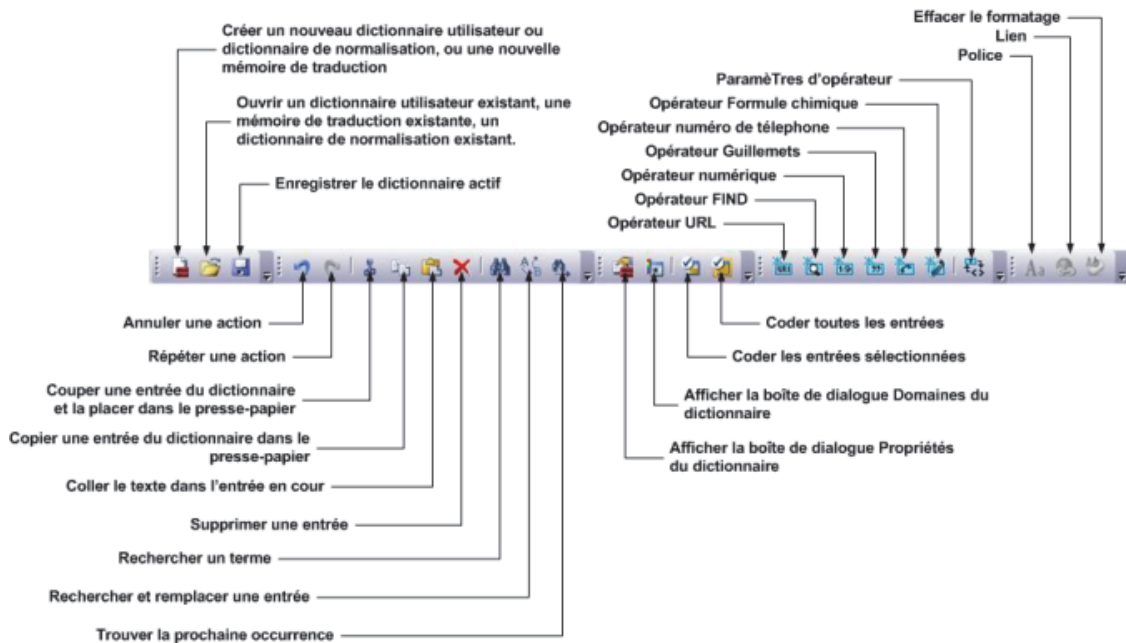 Créer un nouveau dictionnaire utilisateur ou
dictionnaire de normalisation, ou une nouvelle
mémoire de traduction
Ouvrir un dictionnaire utilisateur existant, une
mémoire de traduction existante, un
dictionnaire de normalisation existant.
Enregistrer le dictionnaire actif
Effacer le formatage
Lien
Police
ParamèTres d'opérateur
Opérateur Formule chimique
Opérateur numéro de télephone
Opérateur Guillemets
Opérateur numérique
Opérateur FIND
Opérateur URL
Annuler une action
Répéter une action
Couper une entrée du dictionnaire
et la placer dans le presse-papier
Copier une entrée du dictionnaire dans le
presse-papier
Coller le texte dans l'entrée en cour
Supprimer une entrée
Rechercher un terme
Rechercher et remplacer une entrée
Trouver la prochaine occurrence
Coder toutes les entrées
Coder les entrées sélectionnées
Afficher la boîte de dialogue Domaines du
dictionnaire
Afficher la boîte de dialogue Propriétés
du dictionnaire